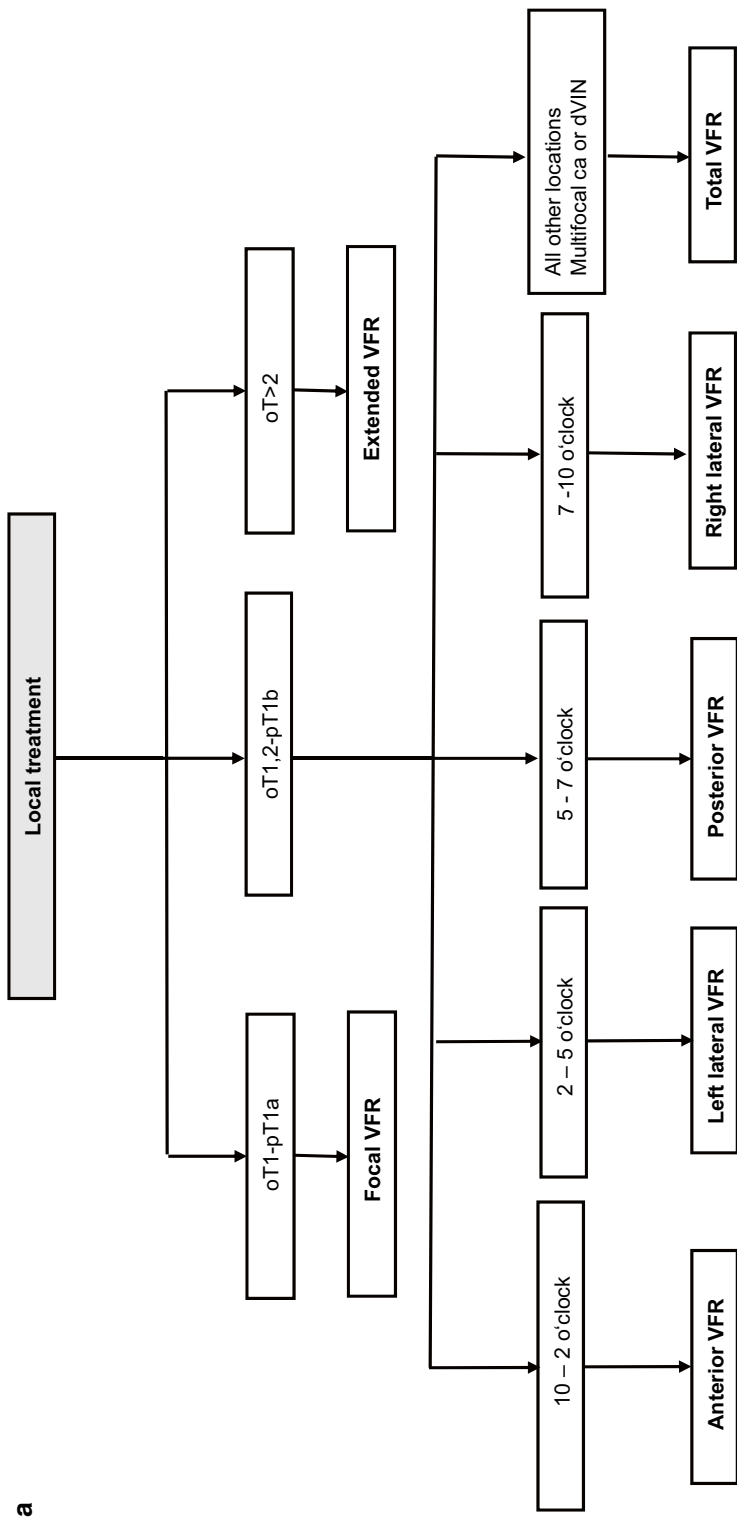 a
Local treatment
oT1-pT1a
oT1,2-pT1b
oT>2
Focal VFR
Extended VFR
10 – 2 o‘clock
2 – 5 o‘clock
5 - 7 o‘clock
7 -10 o‘clock
All other locations
Multifocal ca or dVIN
Anterior VFR
Left lateral VFR
Posterior VFR
Right lateral VFR
Total VFR